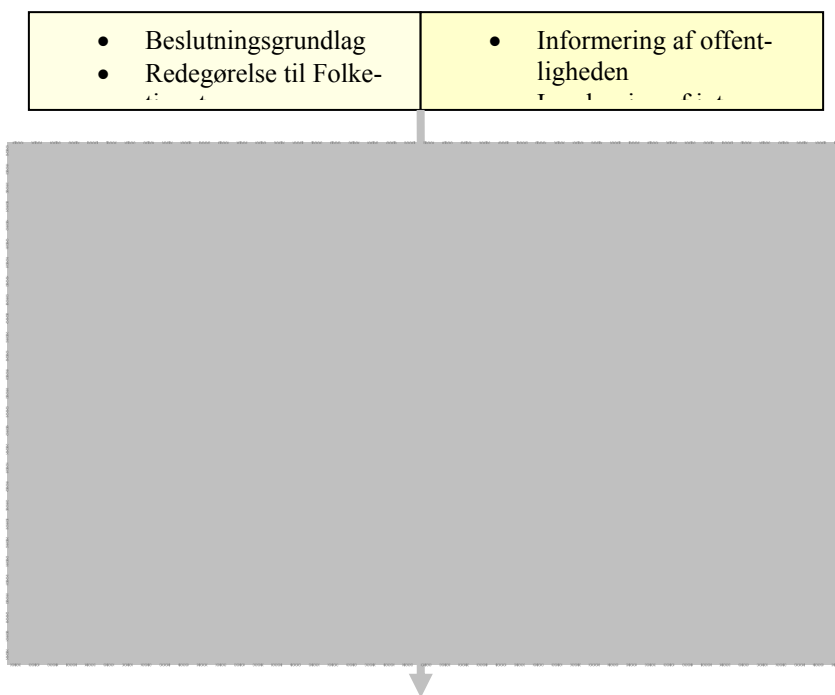 • Beslutningsgrundlag
• Redegørelse til Folke-
• Informering af offent-
ligheden